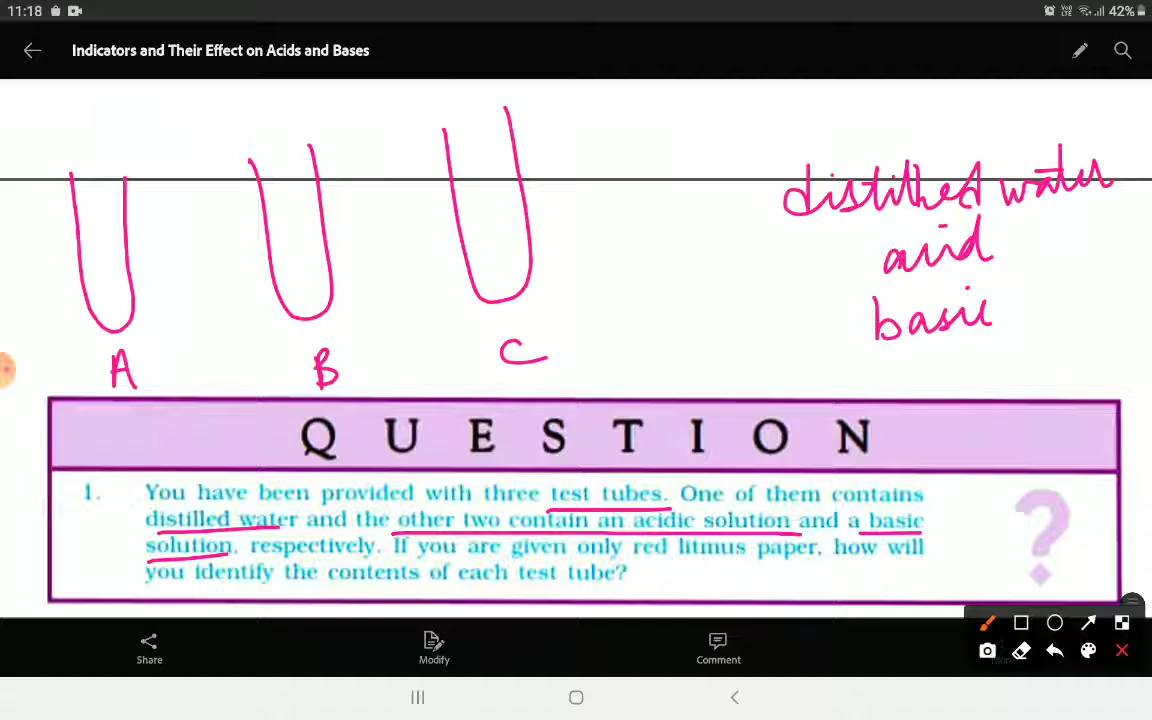 11:18
42%
Indicators and Their Effect on Acids and Bases
distilled water
acid
basic
A
B
C
QUESTION
1. You have been provided with three test tubes. One of them contains
distilled water and the other two contain an acidic solution and a basic
solution, respectively. If you are given only red litmus paper, how will
you identify the contents of each test tube?
?
Share
Modify
Comment